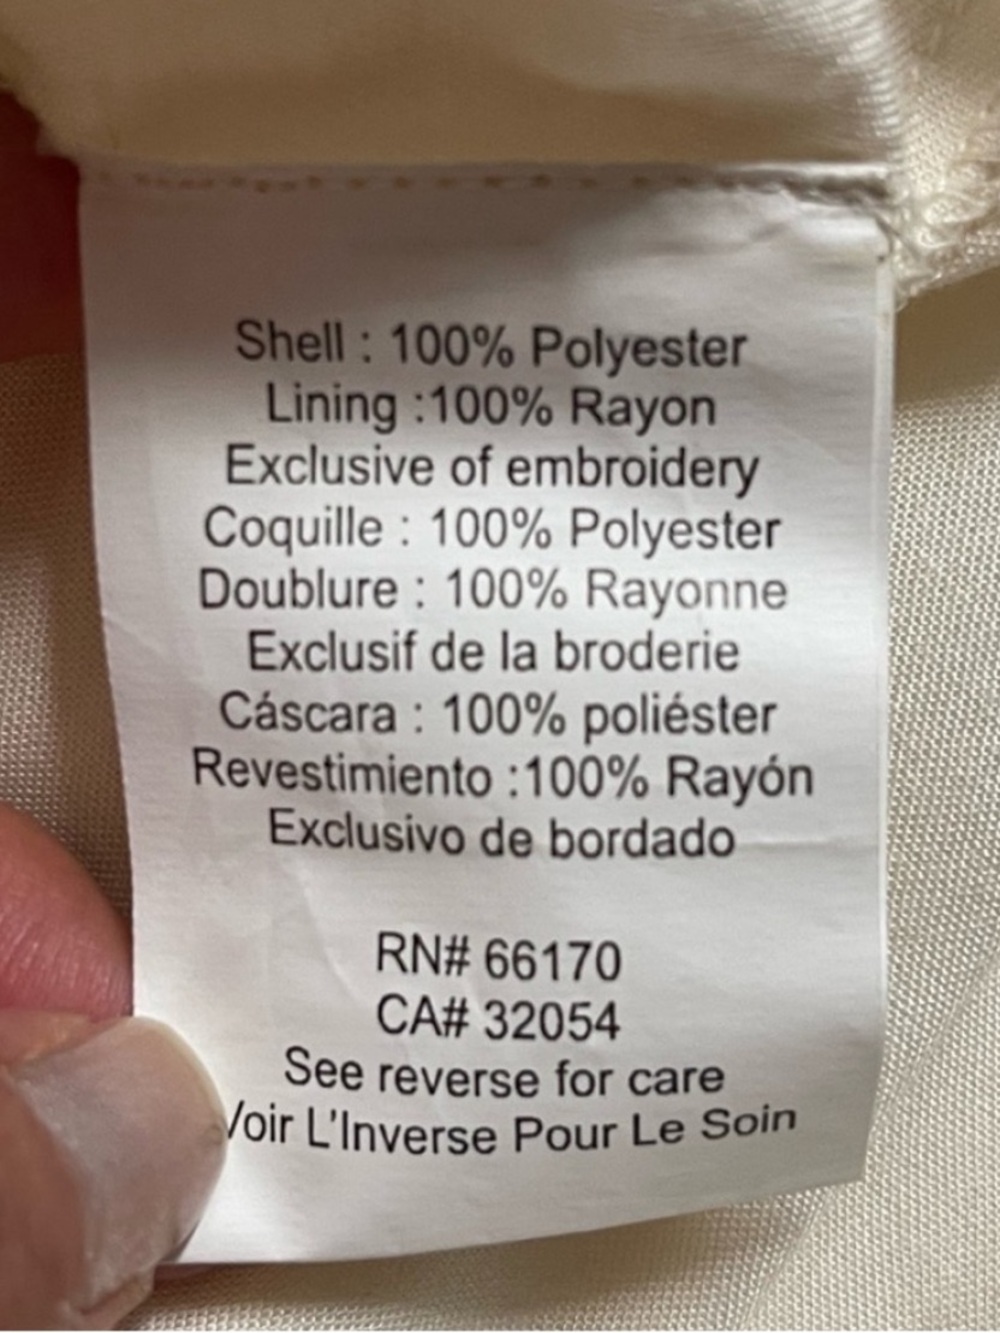 Shell : 100% Polyester
Lining :100% Rayon
Exclusive of embroidery
Coquille : 100% Polyester
Doublure : 100% Rayonne
Exclusif de la broderie
Cáscara : 100% poliéster
Revestimiento :100% Rayón
Exclusivo de bordado
RN# 66170
CA# 32054
See reverse for care
Voir L'Inverse Pour Le Soin